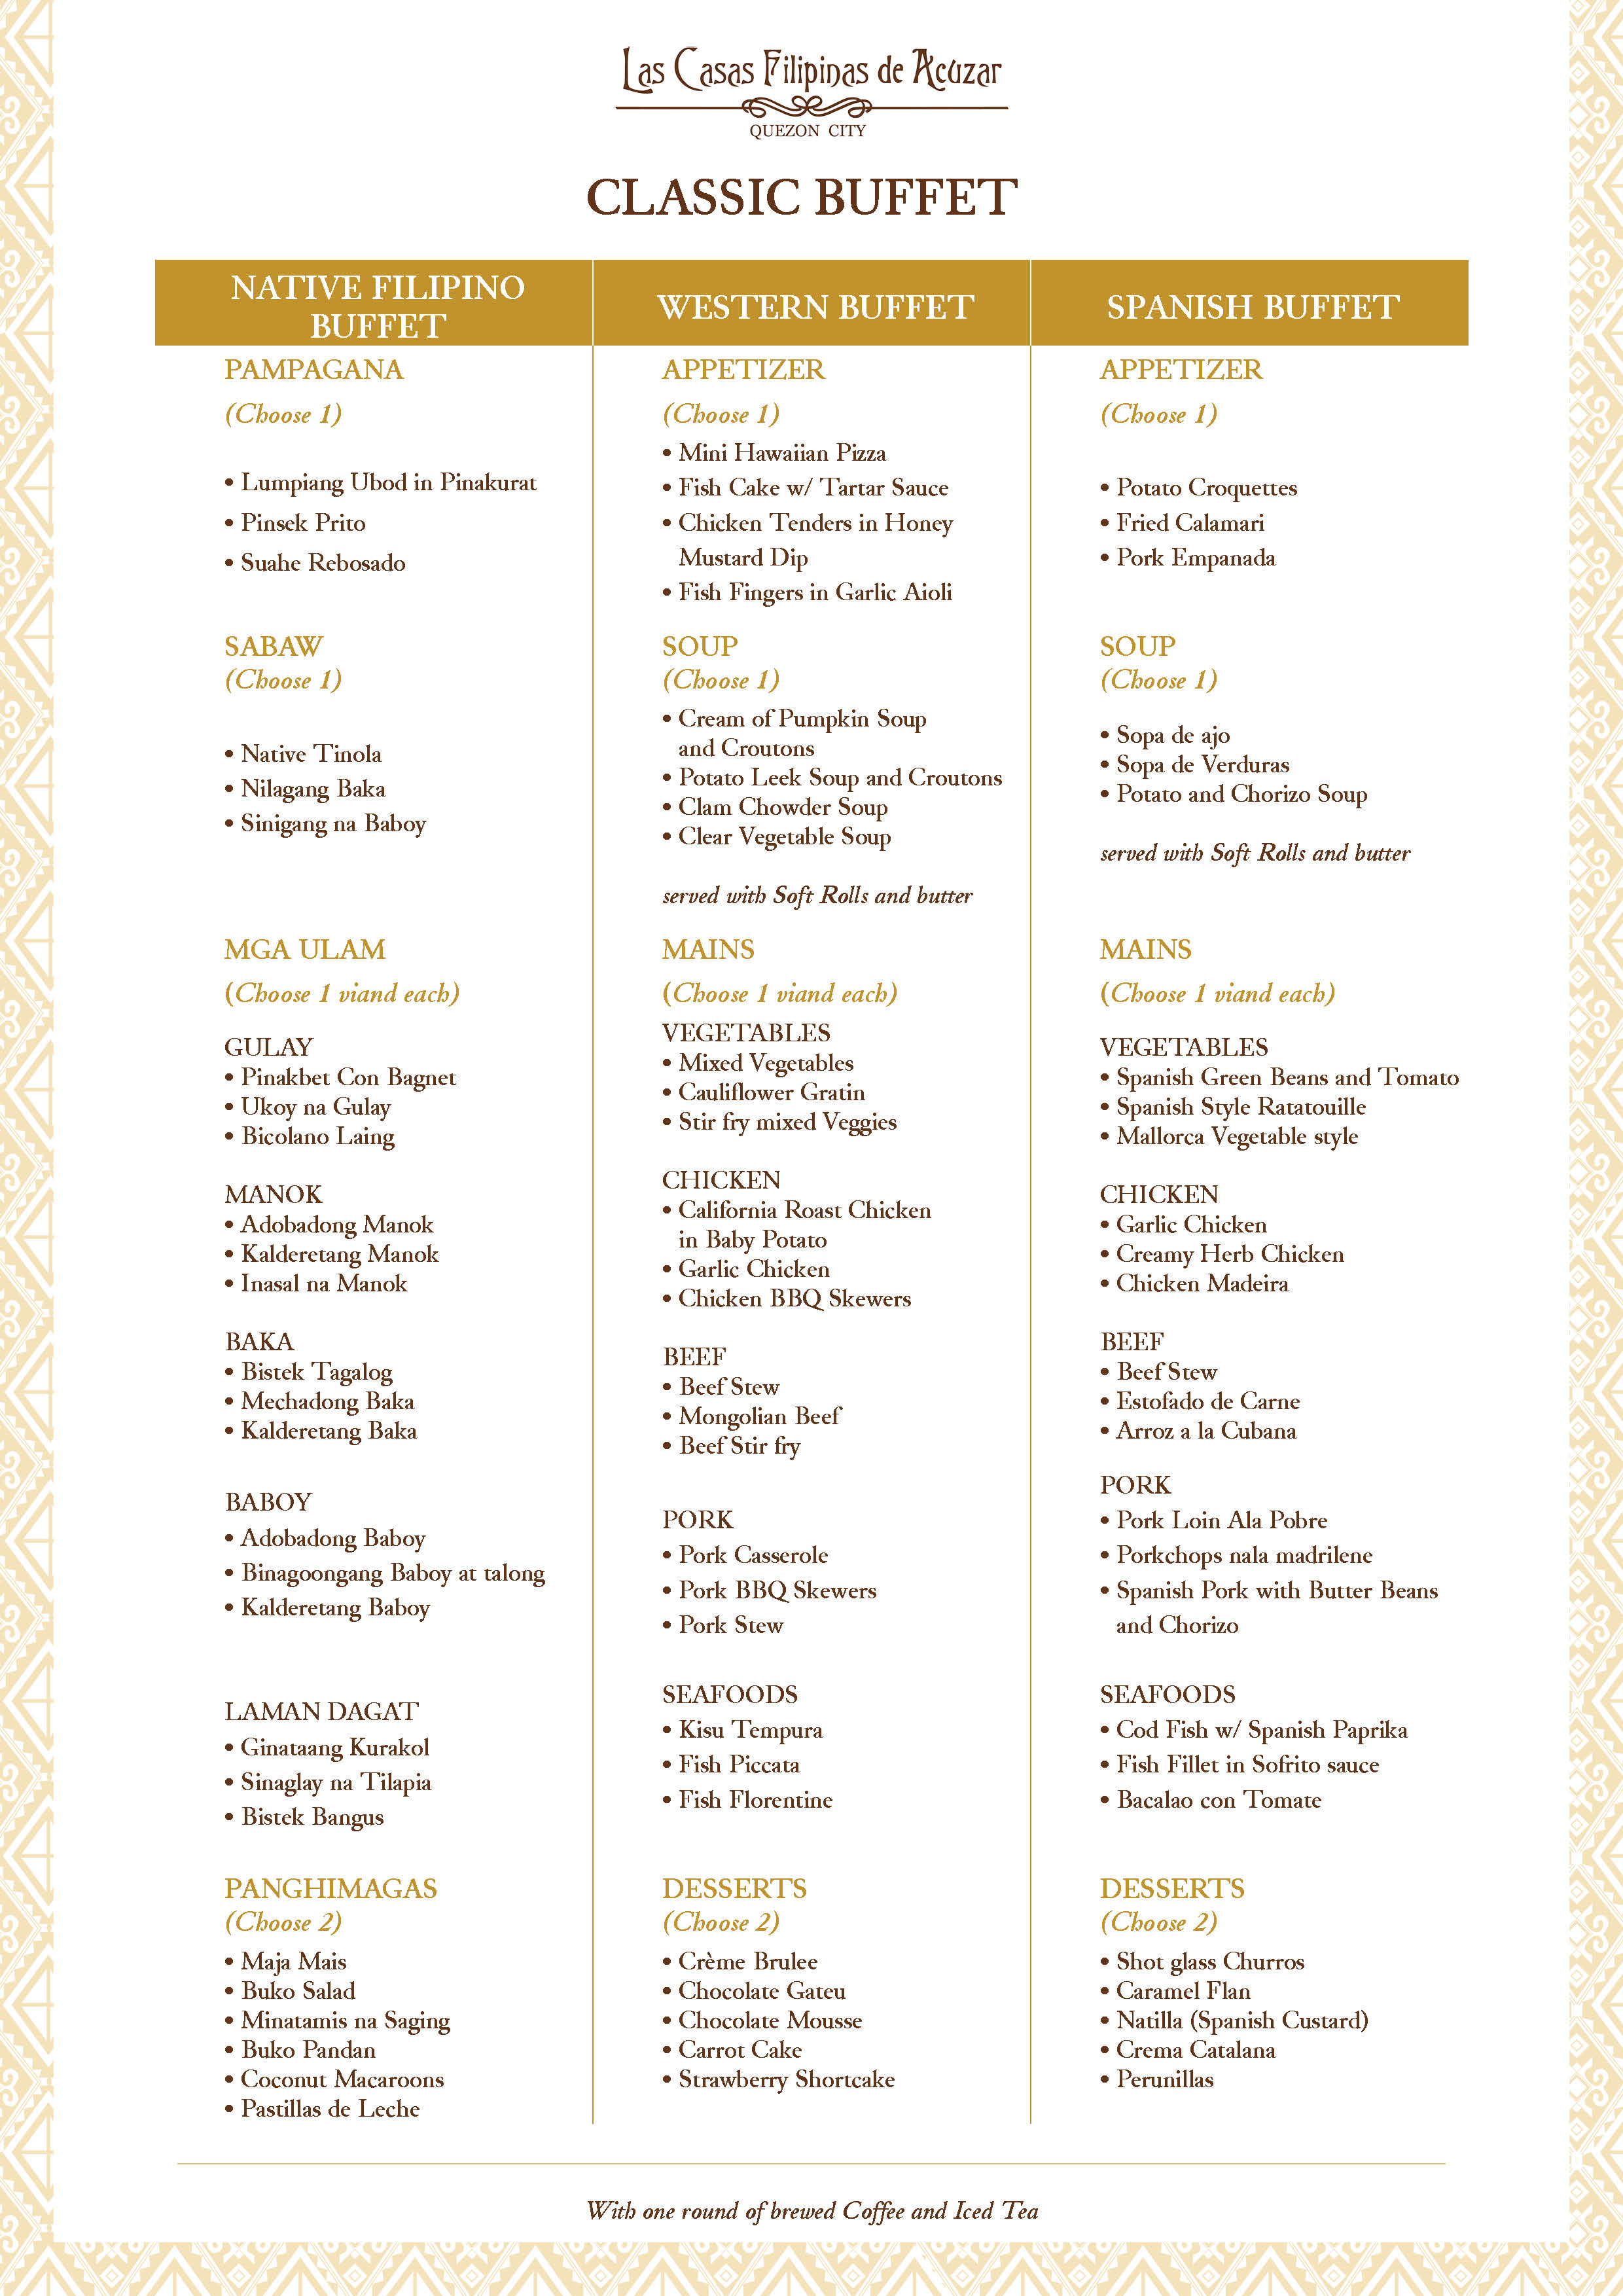 Las Casas Filipinas de Acuzar
QUEZON CITY
CLASSIC BUFFET
NATIVE FILIPINO
BUFFET
PAMPAGANA
(Choose 1)
• Lumpiang Ubod in Pinakurat
• Pinsek Prito
• Suahe Rebosado
SABAW
(Choose 1)
• Native Tinola
• Nilagang Baka
• Sinigang na Baboy
MGA ULAM
(Choose 1 viand each)
GULAY
• Pinakbet Con Bagnet
• Ukoy na Gulay
• Bicolano Laing
MANOK
• Adobadong Manok
• Kalderetang Manok
• Inasal na Manok
BAKA
• Bistek Tagalog
• Mechadong Baka
• Kalderetang Baka
BABOY
• Adobadong Baboy
• Binagoongang Baboy at talong
• Kalderetang Baboy
LAMAN DAGAT
• Ginataang Kurakol
• Sinaglay na Tilapia
• Bistek Bangus
PANGHIMAGAS
(Choose 2)
• Maja Mais
• Buko Salad
• Minatamis na Saging
• Buko Pandan
• Coconut Macaroons
• Pastillas de Leche
WESTERN BUFFET
APPETIZER
(Choose 1)
• Mini Hawaiian Pizza
• Fish Cake w/ Tartar Sauce
• Chicken Tenders in Honey
Mustard Dip
• Fish Fingers in Garlic Aioli
SOUP
(Choose 1)
• Cream of Pumpkin Soup
and Croutons
• Potato Leek Soup and Croutons
• Clam Chowder Soup
• Clear Vegetable Soup
served with Soft Rolls and butter
MAINS
(Choose 1 viand each)
VEGETABLES
• Mixed Vegetables
• Cauliflower Gratin
• Stir fry mixed Veggies
CHICKEN
• California Roast Chicken
in Baby Potato
• Garlic Chicken
• Chicken BBQ Skewers
BEEF
• Beef Stew
• Mongolian Beef
• Beef Stir fry
PORK
• Pork Casserole
• Pork BBQ Skewers
• Pork Stew
SEAFOODS
• Kisu Tempura
• Fish Piccata
• Fish Florentine
DESSERTS
(Choose 2)
• Crème Brulee
• Chocolate Gateu
• Chocolate Mousse
• Carrot Cake
• Strawberry Shortcake
SPANISH BUFFET
APPETIZER
(Choose 1)
• Potato Croquettes
• Fried Calamari
• Pork Empanada
SOUP
(Choose 1)
• Sopa de ajo
• Sopa de Verduras
• Potato and Chorizo Soup
served with Soft Rolls and butter
MAINS
(Choose 1 viand each)
VEGETABLES
• Spanish Green Beans and Tomato
• Spanish Style Ratatouille
• Mallorca Vegetable style
CHICKEN
• Garlic Chicken
• Creamy Herb Chicken
• Chicken Madeira
BEEF
• Beef Stew
• Estofado de Carne
• Arroz a la Cubana
PORK
• Pork Loin Ala Pobre
• Porkchops nala madrilene
• Spanish Pork with Butter Beans
and Chorizo
SEAFOODS
• Cod Fish w/ Spanish Paprika
• Fish Fillet in Sofrito sauce
• Bacalao con Tomate
DESSERTS
(Choose 2)
• Shot glass Churros
• Caramel Flan
• Natilla (Spanish Custard)
• Crema Catalana
• Perunillas
With one round of brewed Coffee and Iced Tea